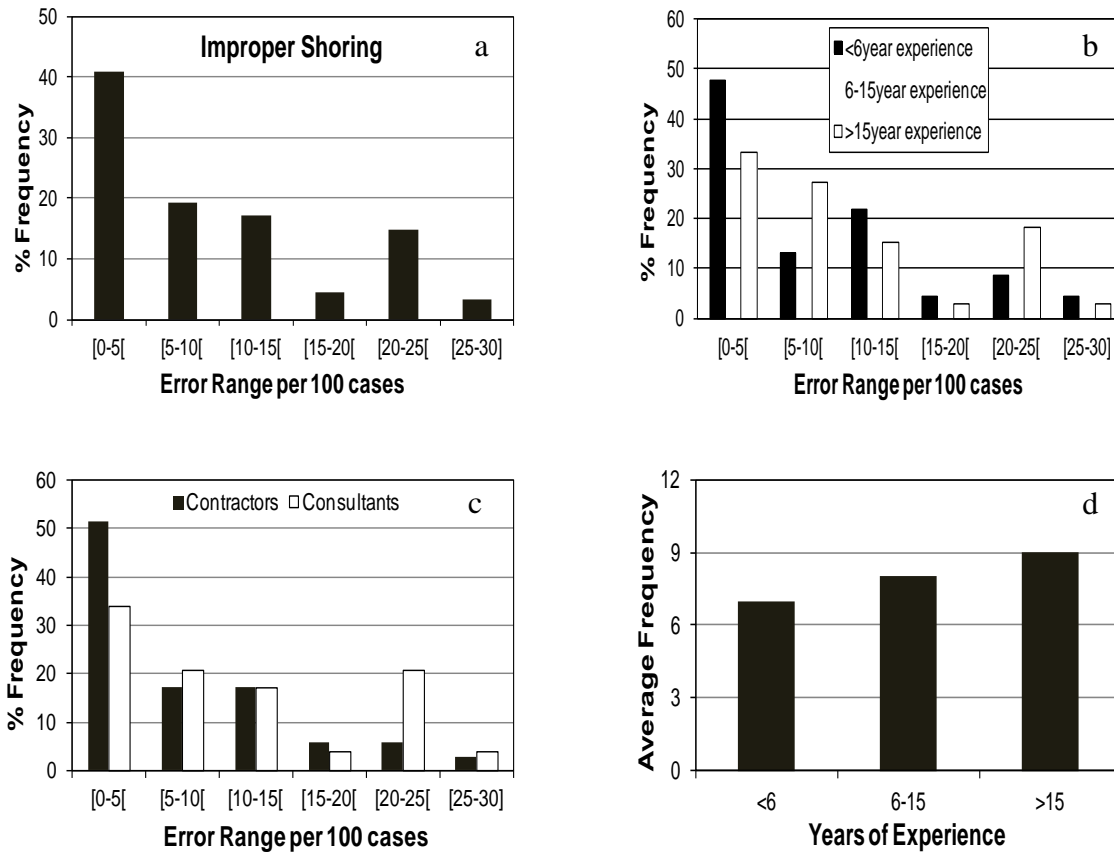 Improper Shoring
a
50
40
30
20
10
0
% Frequency
[0-5[ [5-10[ [10-15[ [15-20[ [20-25[ [25-30]
Error Range per 100 cases
b
<6year experience
6-15year experience
>15year experience
60
50
40
30
20
10
0
% Frequency
[0-5[ [5-10[ [10-15[ [15-20[ [20-25[ [25-30]
Error Range per 100 cases
Contractors Consultants
c
60
50
40
30
20
10
0
% Frequency
[0-5[ [5-10[ [10-15[ [15-20[ [20-25[ [25-30]
Error Range per 100 cases
d
12
9
6
3
0
Average Frequency
<6 6-15 >15
Years of Experience